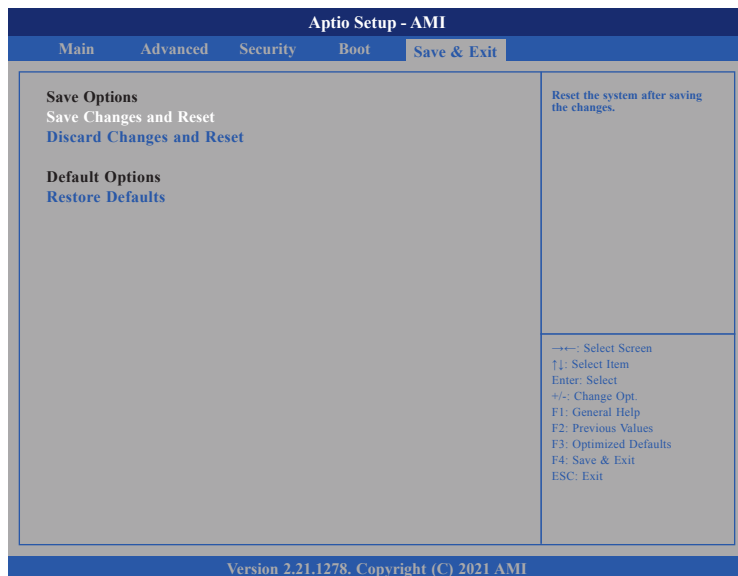 Aptio Setup - AMI
Main Advanced Security Boot Save & Exit
Save Options
Save Changes and Reset
Discard Changes and Reset
Default Options
Restore Defaults
Reset the system after saving
the changes.
→←: Select Screen
↑↓: Select Item
Enter: Select
+/-: Change Opt.
F1: General Help
F2: Previous Values
F3: Optimized Defaults
F4: Save & Exit
ESC: Exit
Version 2.21.1278. Copyright (C) 2021 AMI